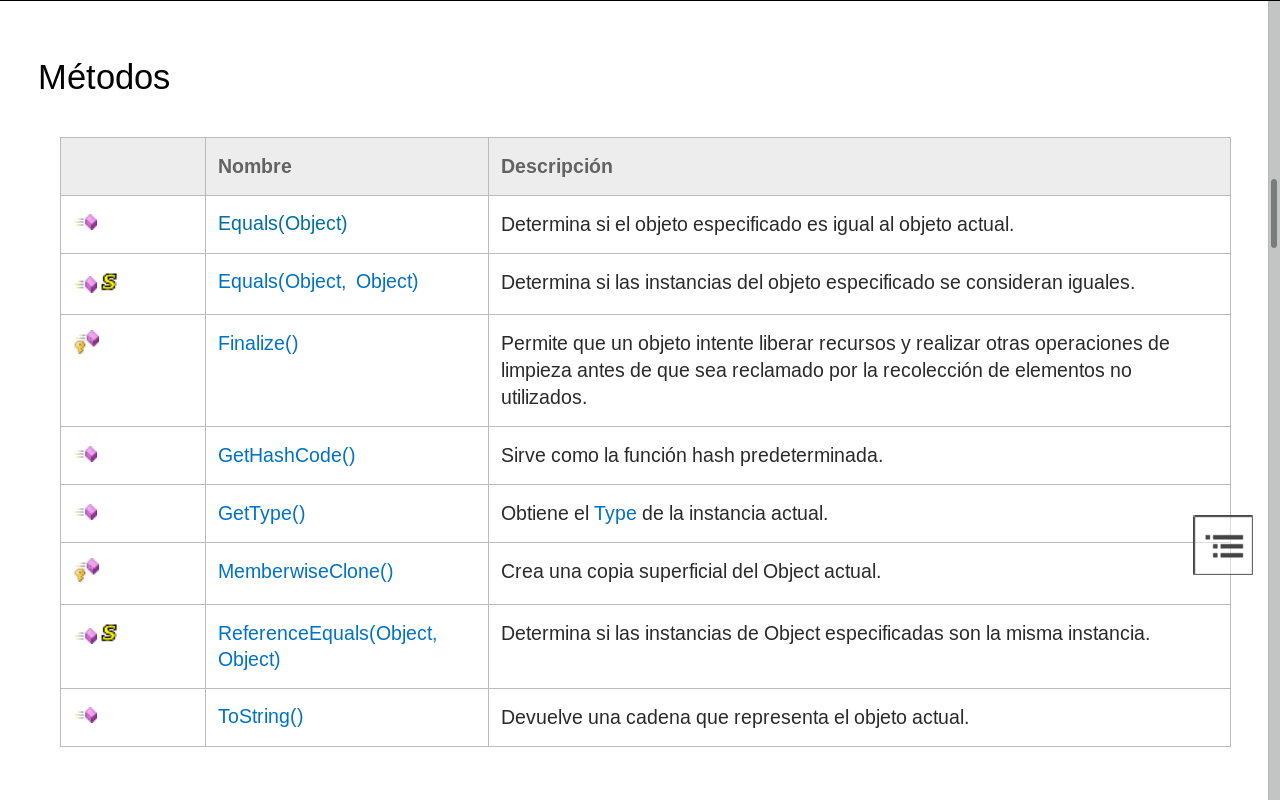 Métodos
Nombre Descripción
Equals(Object) Determina si el objeto especificado es igual al objeto actual.
S Equals(Object, Object) Determina si las instancias del objeto especificado se consideran iguales.
Finalize() Permite que un objeto intente liberar recursos y realizar otras operaciones de
limpieza antes de que sea reclamado por la recolección de elementos no
utilizados.
GetHashCode() Sirve como la función hash predeterminada.
GetType() Obtiene el Type de la instancia actual.
MemberwiseClone() Crea una copia superficial del Object actual.
S ReferenceEquals(Object, Determina si las instancias de Object especificadas son la misma instancia.
Object)
ToString() Devuelve una cadena que representa el objeto actual.